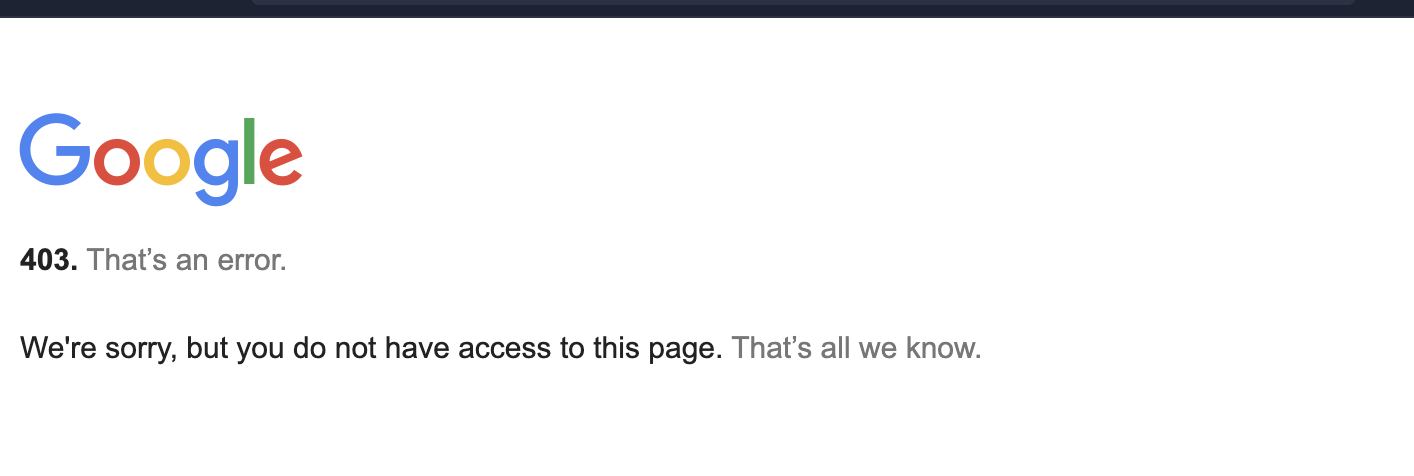 Google
403. That’s an error.
We're sorry, but you do not have access to this page. That’s all we know.